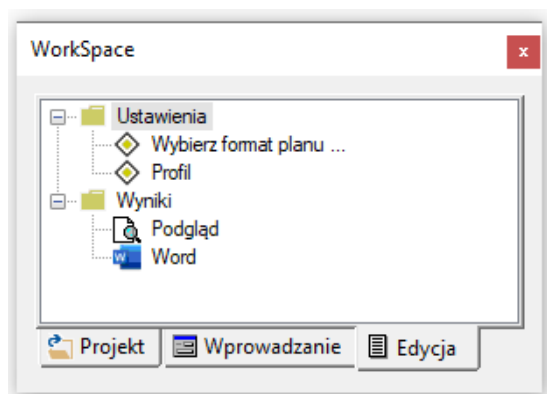 WorkSpace
Ustawienia
Wybierz format planu ...
Profil
Wyniki
Podgląd
Word
Projekt Wprowadzanie Edycja